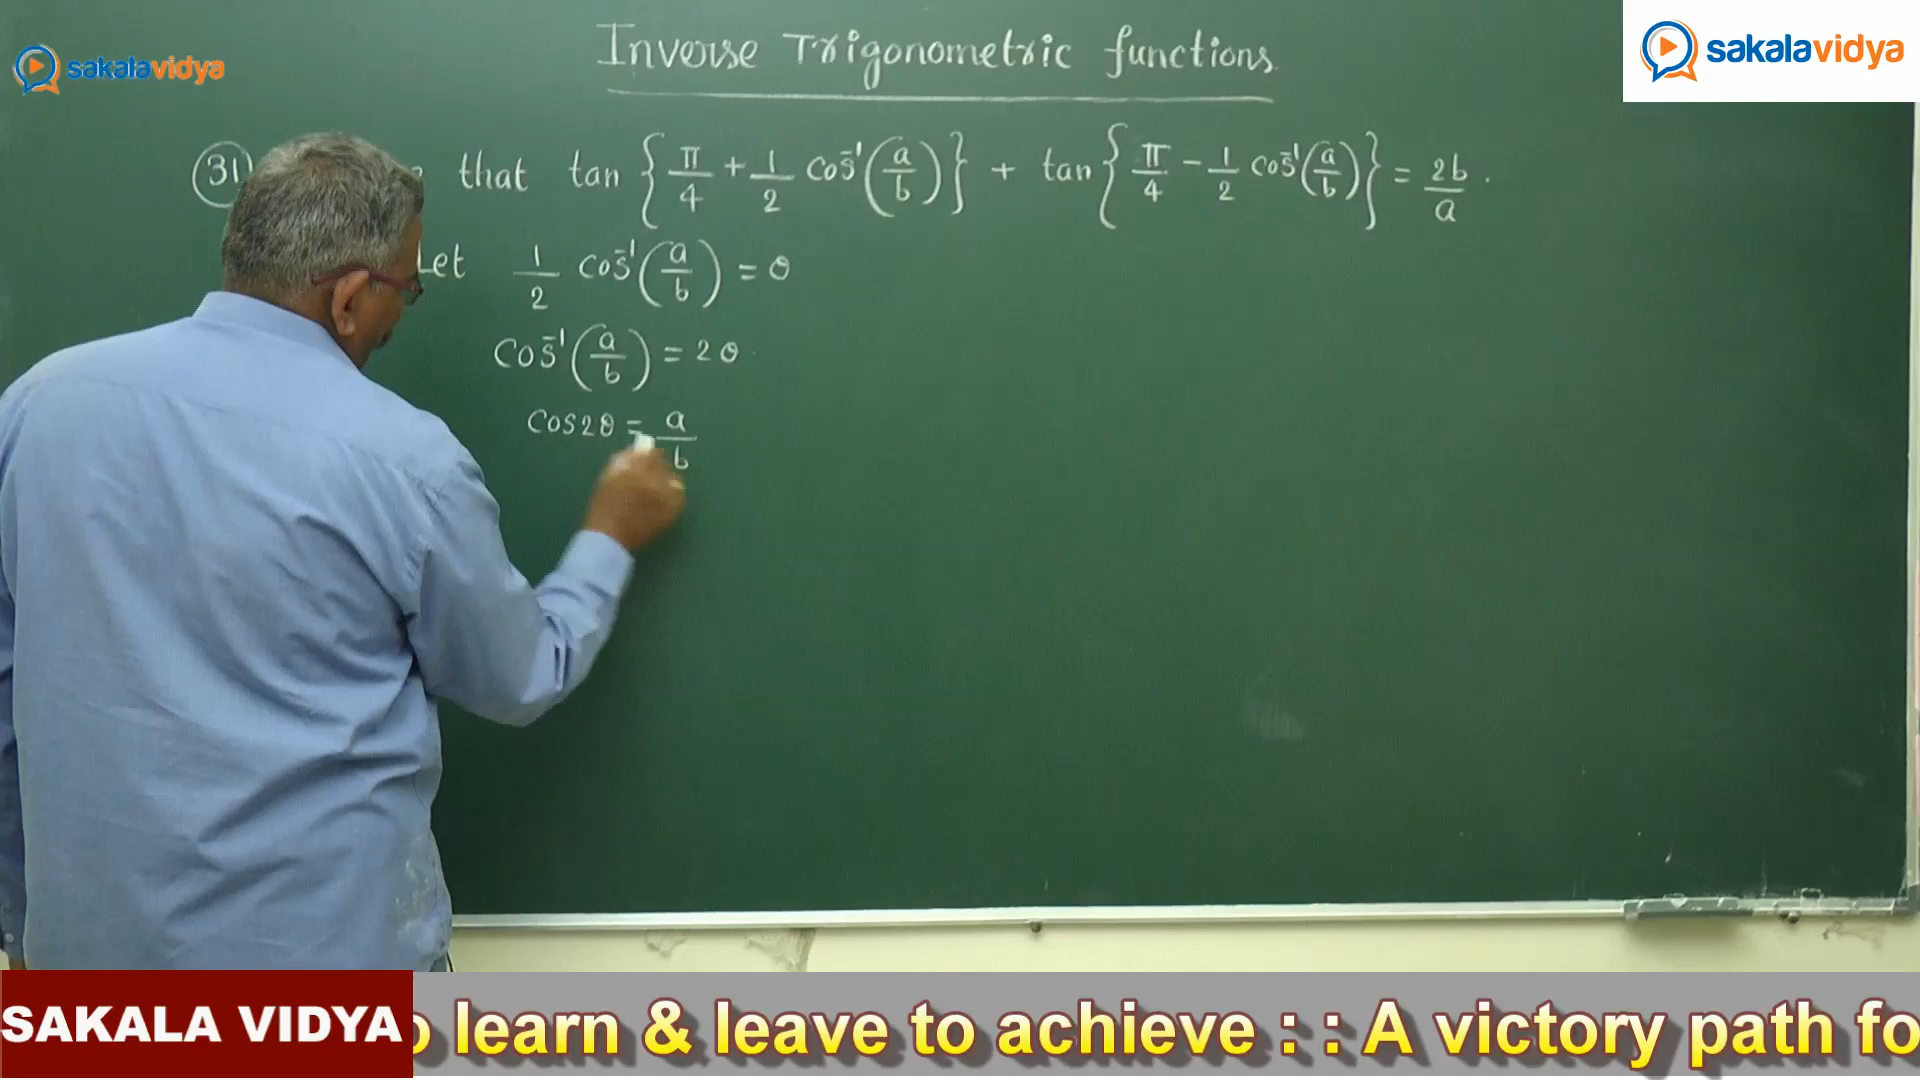 Inverse Trigonometric functions
sakalavidya
sakalavidya
(31) that tan {π/4 + 1/2 cos⁻¹(a/b)} + tan {π/4 - 1/2 cos⁻¹(a/b)} = 2b/a .
Let 1/2 cos⁻¹(a/b) = θ
Cos⁻¹(a/b) = 2θ
Cos2θ = a/b
SAKALA VIDYA
learn & leave to achieve : : A victory path fo